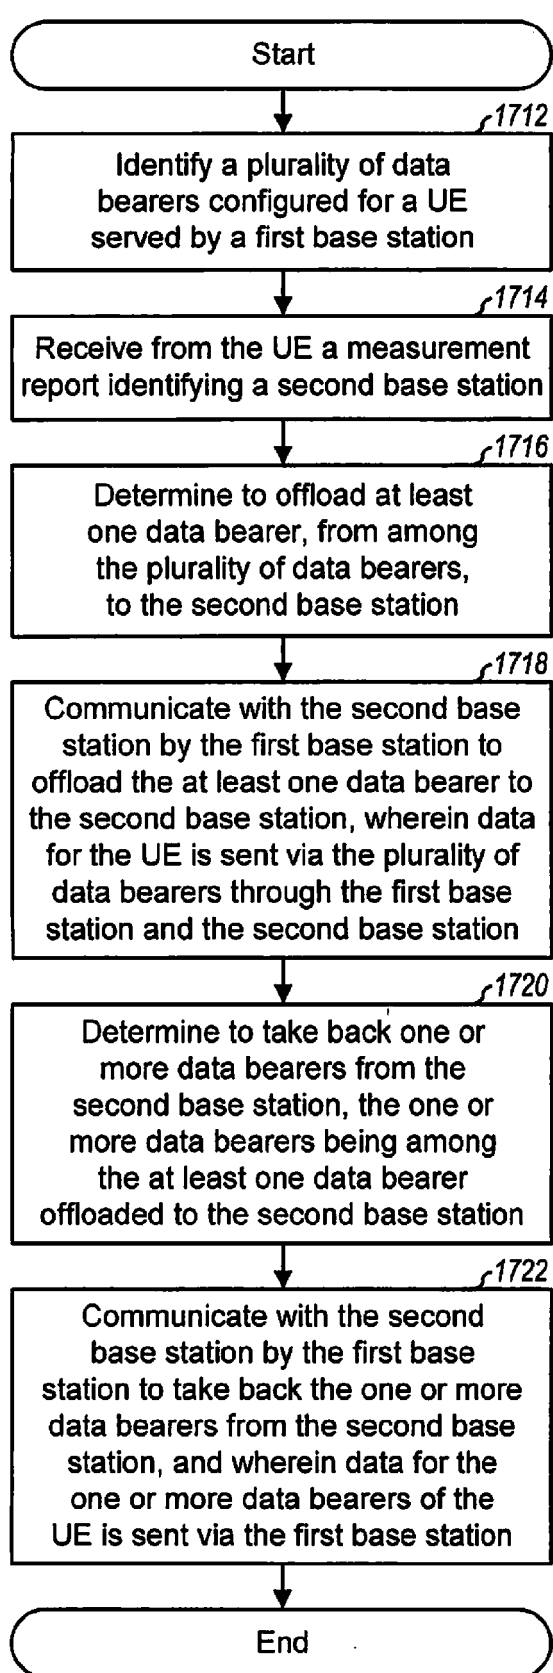 Start
1712
Identify a plurality of data
bearers configured for a UE
served by a first base station
1714
Receive from the UE a measurement
report identifying a second base station
1716
Determine to offload at least
one data bearer, from among
the plurality of data bearers,
to the second base station
1718
Communicate with the second base
station by the first base station to
offload the at least one data bearer to
the second base station, wherein data
for the UE is sent via the plurality of
data bearers through the first base
station and the second base station
1720
Determine to take back one or
more data bearers from the
second base station, the one or
more data bearers being among
the at least one data bearer
offloaded to the second base station
1722
Communicate with the second
base station by the first base
station to take back the one or more
data bearers from the second base
station, and wherein data for the
one or more data bearers of the
UE is sent via the first base station
End